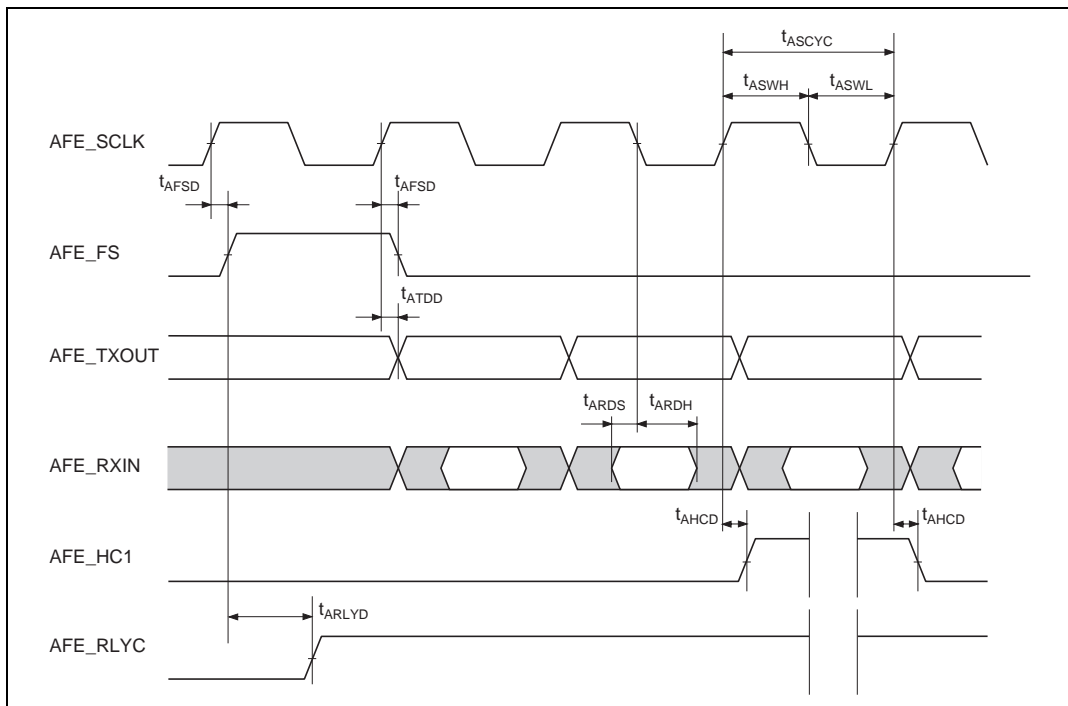 tASCYC
tASWH tASWL
AFE_SCLK
tAFSD tAFSD
AFE_FS
tATDD
AFE_TXOUT
tARDS tARDH
AFE_RXIN
tAHCD tAHCD
AFE_HC1
tARLYD
AFE_RLYC